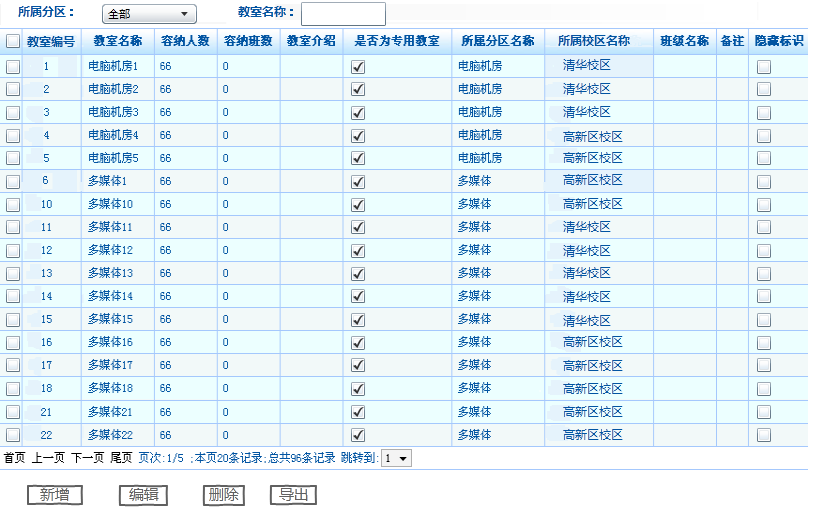 所属分区： 全部 教室名称：
教室编号 教室名称 容纳人数 容纳班数 教室介绍 是否为专用教室 所属分区名称 所属校区名称 班级名称 备注 隐藏标识
1 电脑机房1 66 0 电脑机房 清华校区
2 电脑机房2 66 0 电脑机房 清华校区
3 电脑机房3 66 0 电脑机房 清华校区
4 电脑机房4 66 0 电脑机房 高新区校区
5 电脑机房5 66 0 电脑机房 高新区校区
6 多媒体1 66 0 多媒体 高新区校区
10 多媒体10 66 0 多媒体 高新区校区
11 多媒体11 66 0 多媒体 清华校区
12 多媒体12 66 0 多媒体 清华校区
13 多媒体13 66 0 多媒体 清华校区
14 多媒体14 66 0 多媒体 清华校区
15 多媒体15 66 0 多媒体 清华校区
16 多媒体16 66 0 多媒体 高新区校区
17 多媒体17 66 0 多媒体 高新区校区
18 多媒体18 66 0 多媒体 高新区校区
21 多媒体21 66 0 多媒体 高新区校区
22 多媒体22 66 0 多媒体 高新区校区
首页 上一页 下一页 尾页 页次:1/5 ;本页20条记录;总共96条记录 跳转到: 1
新增 编辑 删除 导出